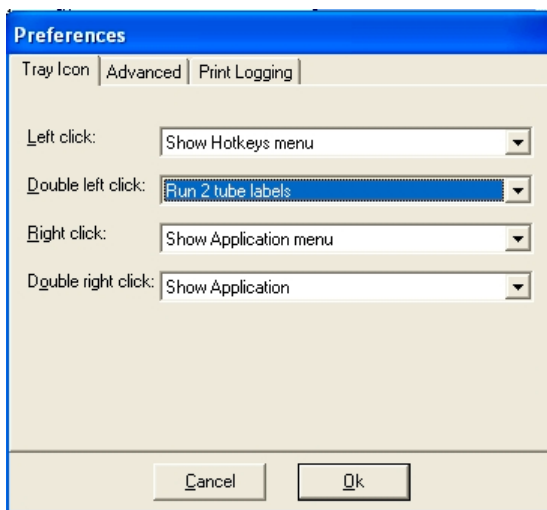 Preferences
Tray Icon Advanced Print Logging
Left click: Show Hotkeys menu
Double left click: Run 2 tube labels
Right click: Show Application menu
Double right click: Show Application
Cancel Ok